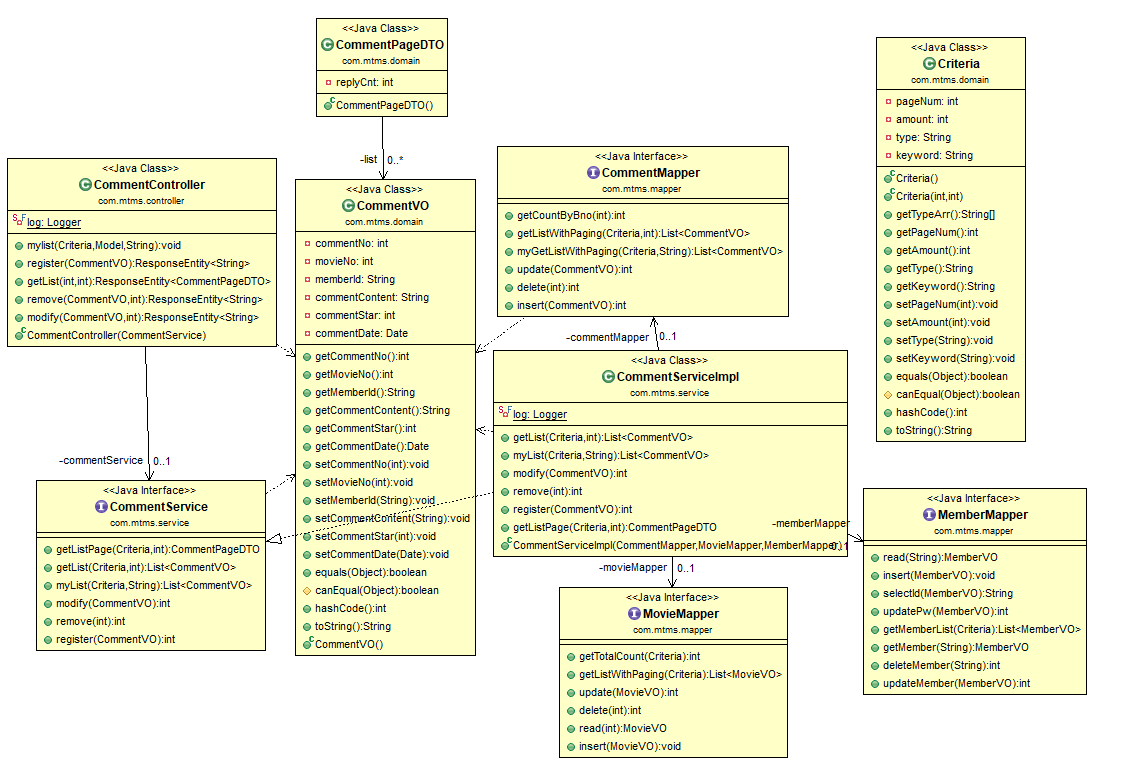 <<Java Class>>
CommentPageDTO
com.mtms.domain
replyCnt: int
CommentPageDTO()
-list 0..*
<<Java Class>>
CommentController
com.mtms.controller
log: Logger
mylist(Criteria,Model,String):void
register(CommentVO):ResponseEntity<String>
getList(int,int):ResponseEntity<CommentPageDTO>
remove(CommentVO,int):ResponseEntity<String>
modify(CommentVO,int):ResponseEntity<String>
CommentController(CommentService)
-commentService 0..1
<<Java Interface>>
CommentService
com.mtms.service
getListPage(Criteria,int):CommentPageDTO
getList(Criteria,int):List<CommentVO>
myList(Criteria,String):List<CommentVO>
modify(CommentVO):int
remove(int):int
register(CommentVO):int
<<Java Class>>
CommentVO
com.mtms.domain
commentNo: int
movieNo: int
memberId: String
commentContent: String
commentStar: int
commentDate: Date
getCommentNo():int
getMovieNo():int
getMemberId():String
getCommentContent():String
getCommentStar():int
getCommentDate():Date
setCommentNo(int):void
setMovieNo(int):void
setMemberId(String):void
setCommentContent(String):void
setCommentStar(int):void
setCommentDate(Date):void
equals(Object):boolean
canEqual(Object):boolean
hashCode():int
toString():String
CommentVO()
<<Java Interface>>
CommentMapper
com.mtms.mapper
getCountByBno(int):int
getListWithPaging(Criteria,int):List<CommentVO>
myGetListWithPaging(Criteria,String):List<CommentVO>
update(CommentVO):int
delete(int):int
insert(CommentVO):int
-commentMapper 0..1
<<Java Class>>
CommentServiceImpl
com.mtms.service
log: Logger
getList(Criteria,int):List<CommentVO>
myList(Criteria,String):List<CommentVO>
modify(CommentVO):int
remove(int):int
register(CommentVO):int
getListPage(Criteria,int):CommentPageDTO
CommentServiceImpl(CommentMapper,MovieMapper,MemberMapper)
-memberMapper
0..1
-movieMapper 0..1
<<Java Interface>>
MovieMapper
com.mtms.mapper
getTotalCount(Criteria):int
getListWithPaging(Criteria):List<MovieVO>
update(MovieVO):int
delete(int):int
read(int):MovieVO
insert(MovieVO):void
<<Java Class>>
Criteria
com.mtms.domain
pageNum: int
amount: int
type: String
keyword: String
Criteria()
Criteria(int,int)
getTypeArr():String[]
getPageNum():int
getAmount():int
getType():String
getKeyword():String
setPageNum(int):void
setAmount(int):void
setType(String):void
setKeyword(String):void
equals(Object):boolean
canEqual(Object):boolean
hashCode():int
toString():String
<<Java Interface>>
MemberMapper
com.mtms.mapper
read(String):MemberVO
insert(MemberVO):void
selectId(MemberVO):String
updatePw(MemberVO):int
getMemberList(Criteria):List<MemberVO>
getMember(String):MemberVO
deleteMember(String):int
updateMember(MemberVO):int